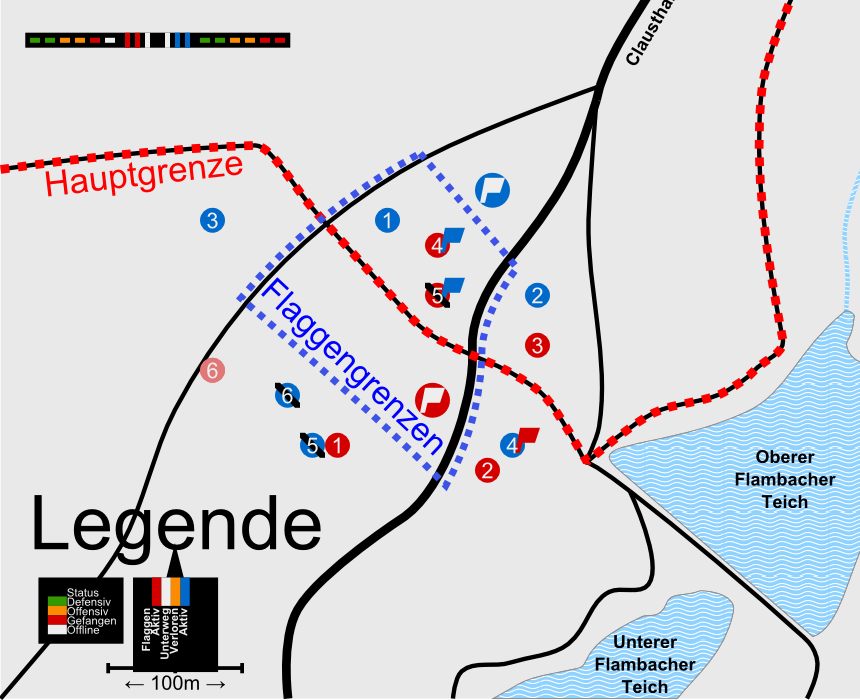 Clausthal
Hauptgrenze
3
1
4
5
2
3
Flaggengrenzen
6
6
5
1
4
2
Oberer
Flambacher
Teich
Legende
Status
Defensiv
Offensiv
Gefangen
Offline
Flaggen
Aktiv
Unterweg
Verloren
Aktiv
← 100m →
Unterer
Flambacher
Teich